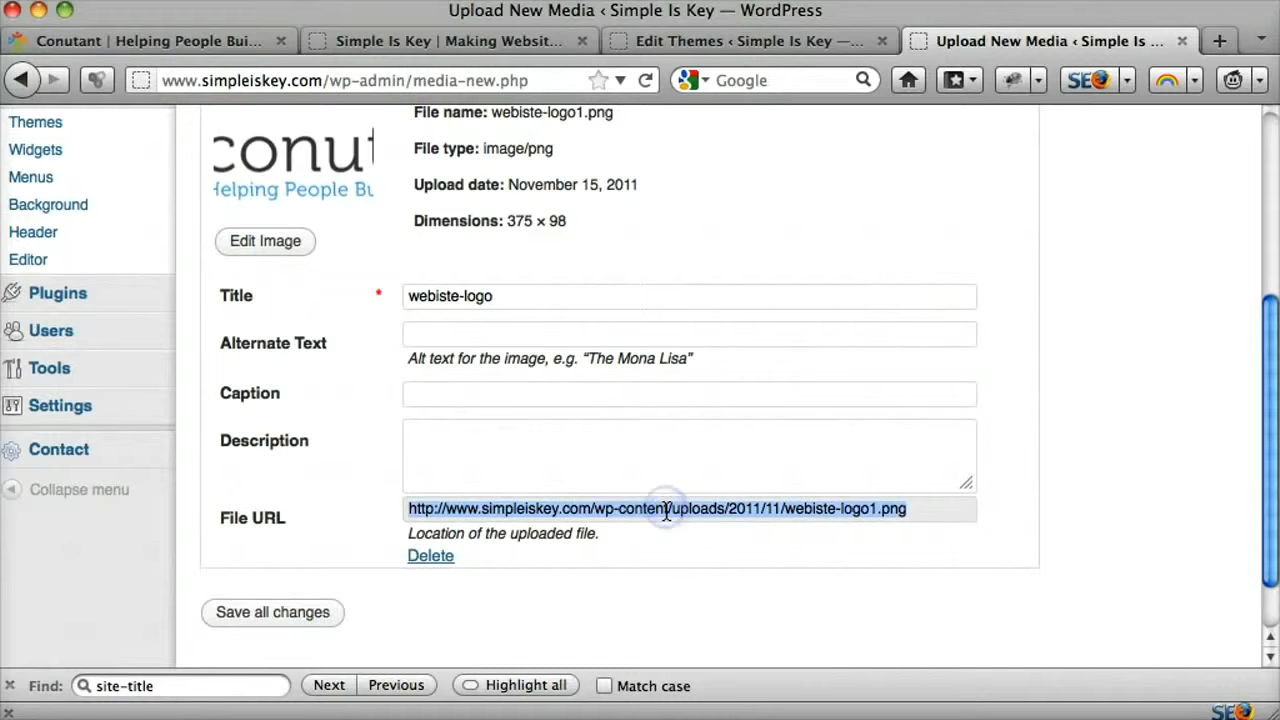 Upload New Media ‹ Simple Is Key — WordPress
Conutant | Helping People Bui...
Simple Is Key | Making Websit...
Edit Themes ‹ Simple Is Key —...
Upload New Media ‹ Simple Is ...
www.simpleiskey.com/wp-admin/media-new.php
Google
SEO
Themes
Widgets
Menus
Background
Header
Editor
Plugins
Users
Tools
Settings
Contact
Collapse menu
conut
Helping People Bu
Edit Image
File name: webiste-logo1.png
File type: image/png
Upload date: November 15, 2011
Dimensions: 375 × 98
Title * webiste-logo
Alternate Text
Alt text for the image, e.g. “The Mona Lisa”
Caption
Description
File URL http://www.simpleiskey.com/wp-content/uploads/2011/11/webiste-logo1.png
Location of the uploaded file.
Delete
Save all changes
Find: site-title Next Previous Highlight all Match case
SEO